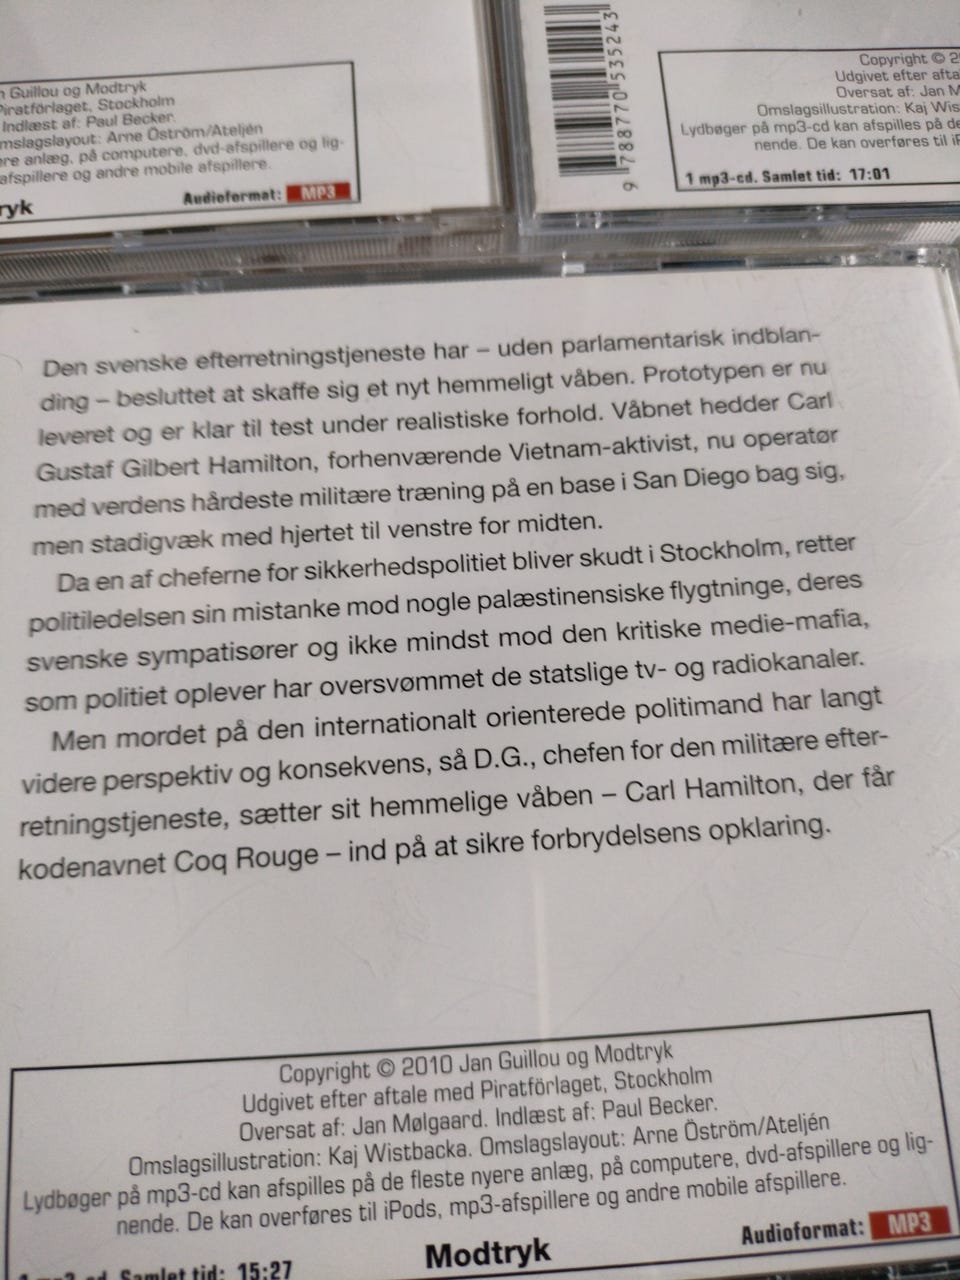 n Guillou og Modtryk
Piratförlaget, Stockholm
Indlæst af: Paul Becker.
mslagslayout: Arne Öström/Ateljén
ere anlæg, på computere, dvd-afspillere og lig-
afspillere og andre mobile afspillere.
Audioformat: MP3
ryk
9 788770 535243
Copyright © 2
Udgivet efter afta
Oversat af: Jan M
Omslagsillustration: Kaj Wis
Lydbøger på mp3-cd kan afspilles på de
nende. De kan overføres til iP
1 mp3-cd. Samlet tid: 17:01
Den svenske efterretningstjeneste har – uden parlamentarisk indblan-
ding – besluttet at skaffe sig et nyt hemmeligt våben. Prototypen er nu
leveret og er klar til test under realistiske forhold. Våbnet hedder Carl
Gustaf Gilbert Hamilton, forhenværende Vietnam-aktivist, nu operatør
med verdens hårdeste militære træning på en base i San Diego bag sig,
men stadigvæk med hjertet til venstre for midten.
Da en af cheferne for sikkerhedspolitiet bliver skudt i Stockholm, retter
politiledelsen sin mistanke mod nogle palæstinensiske flygtninge, deres
svenske sympatisører og ikke mindst mod den kritiske medie-mafia,
som politiet oplever har oversvømmet de statslige tv- og radiokanaler.
Men mordet på den internationalt orienterede politimand har langt
videre perspektiv og konsekvens, så D.G., chefen for den militære efter-
retningstjeneste, sætter sit hemmelige våben – Carl Hamilton, der får
kodenavnet Coq Rouge – ind på at sikre forbrydelsens opklaring.
Copyright © 2010 Jan Guillou og Modtryk
Udgivet efter aftale med Piratförlaget, Stockholm
Oversat af: Jan Mølgaard. Indlæst af: Paul Becker.
Omslagsillustration: Kaj Wistbacka. Omslagslayout: Arne Öström/Ateljén
Lydbøger på mp3-cd kan afspilles på de fleste nyere anlæg, på computere, dvd-afspillere og lig-
nende. De kan overføres til iPods, mp3-afspillere og andre mobile afspillere.
Audioformat: MP3
1 mp3-cd. Samlet tid: 15:27
Modtryk